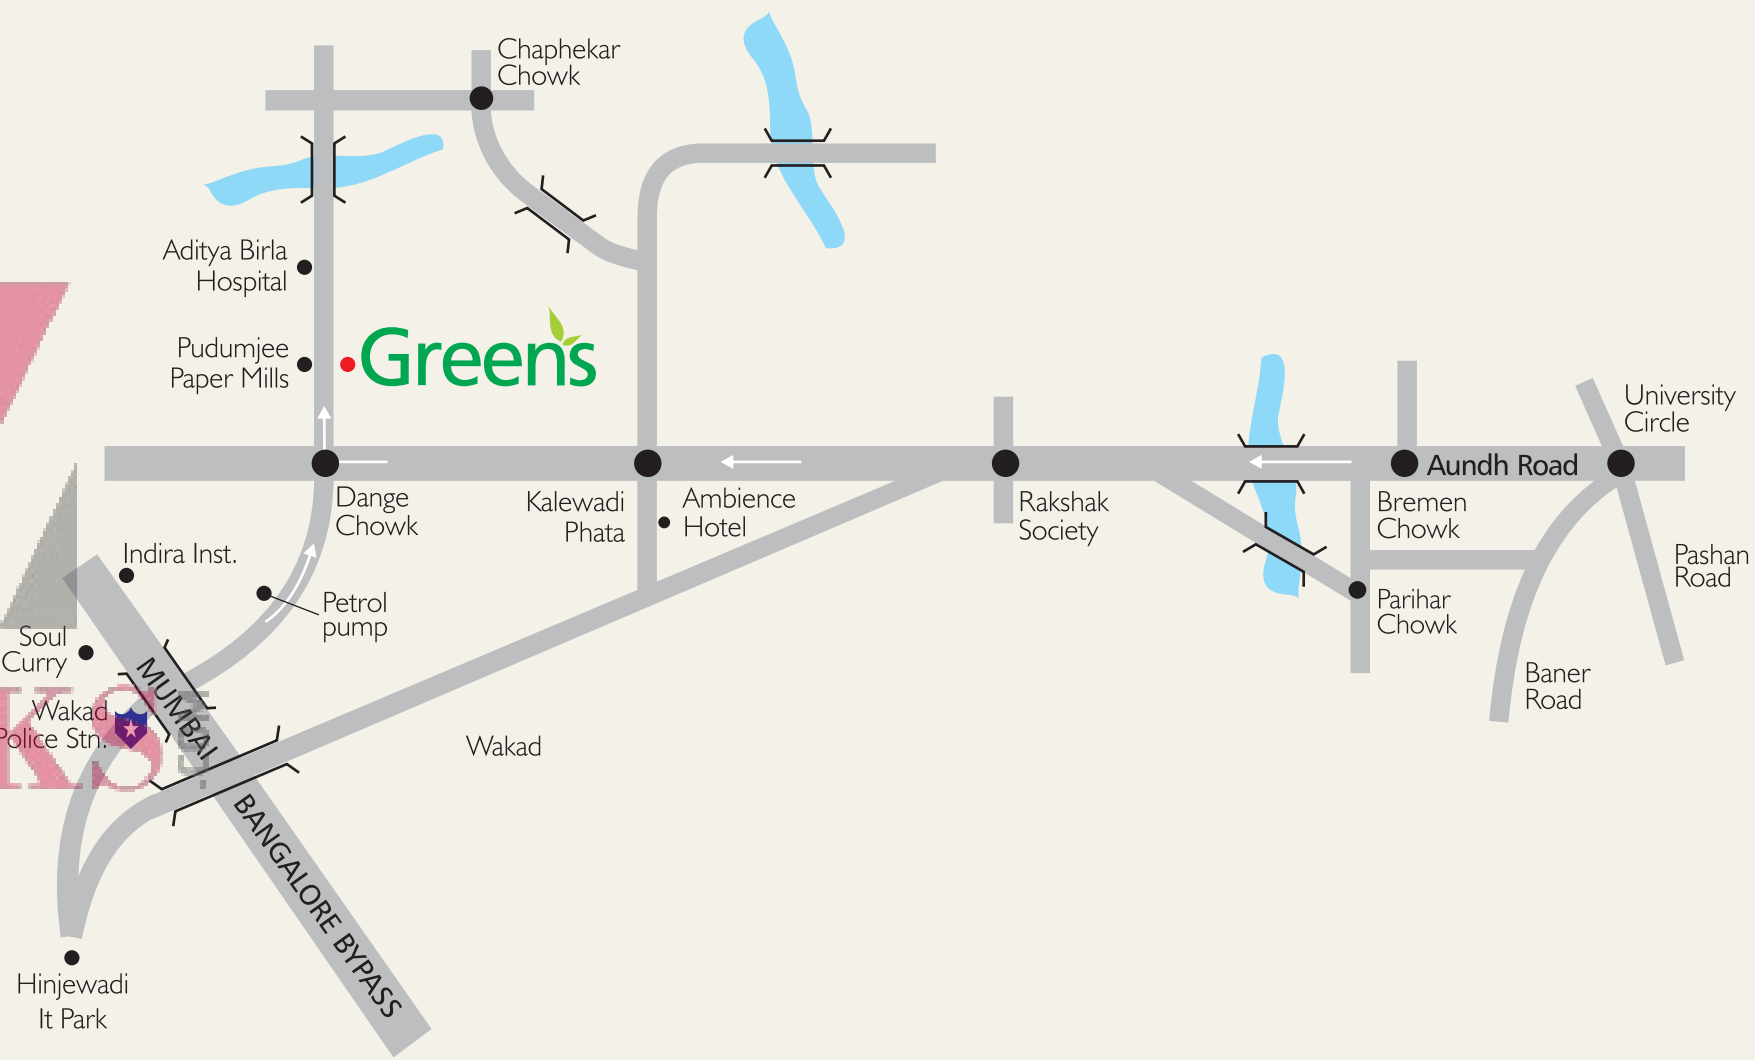 Chaphekar
Chowk
Aditya Birla
Hospital
Pudumjee
Paper Mills
Greens
University
Circle
Aundh Road
Dange
Chowk
Kalewadi
Phata
Ambience
Hotel
Rakshak
Society
Bremen
Chowk
Pashan
Road
Indira Inst.
Petrol
pump
Parihar
Chowk
Soul
Curry
Baner
Road
Wakad
Police Stn.
KS
MUMBAI
BANGALORE BYPASS
Wakad
Hinjewadi
It Park